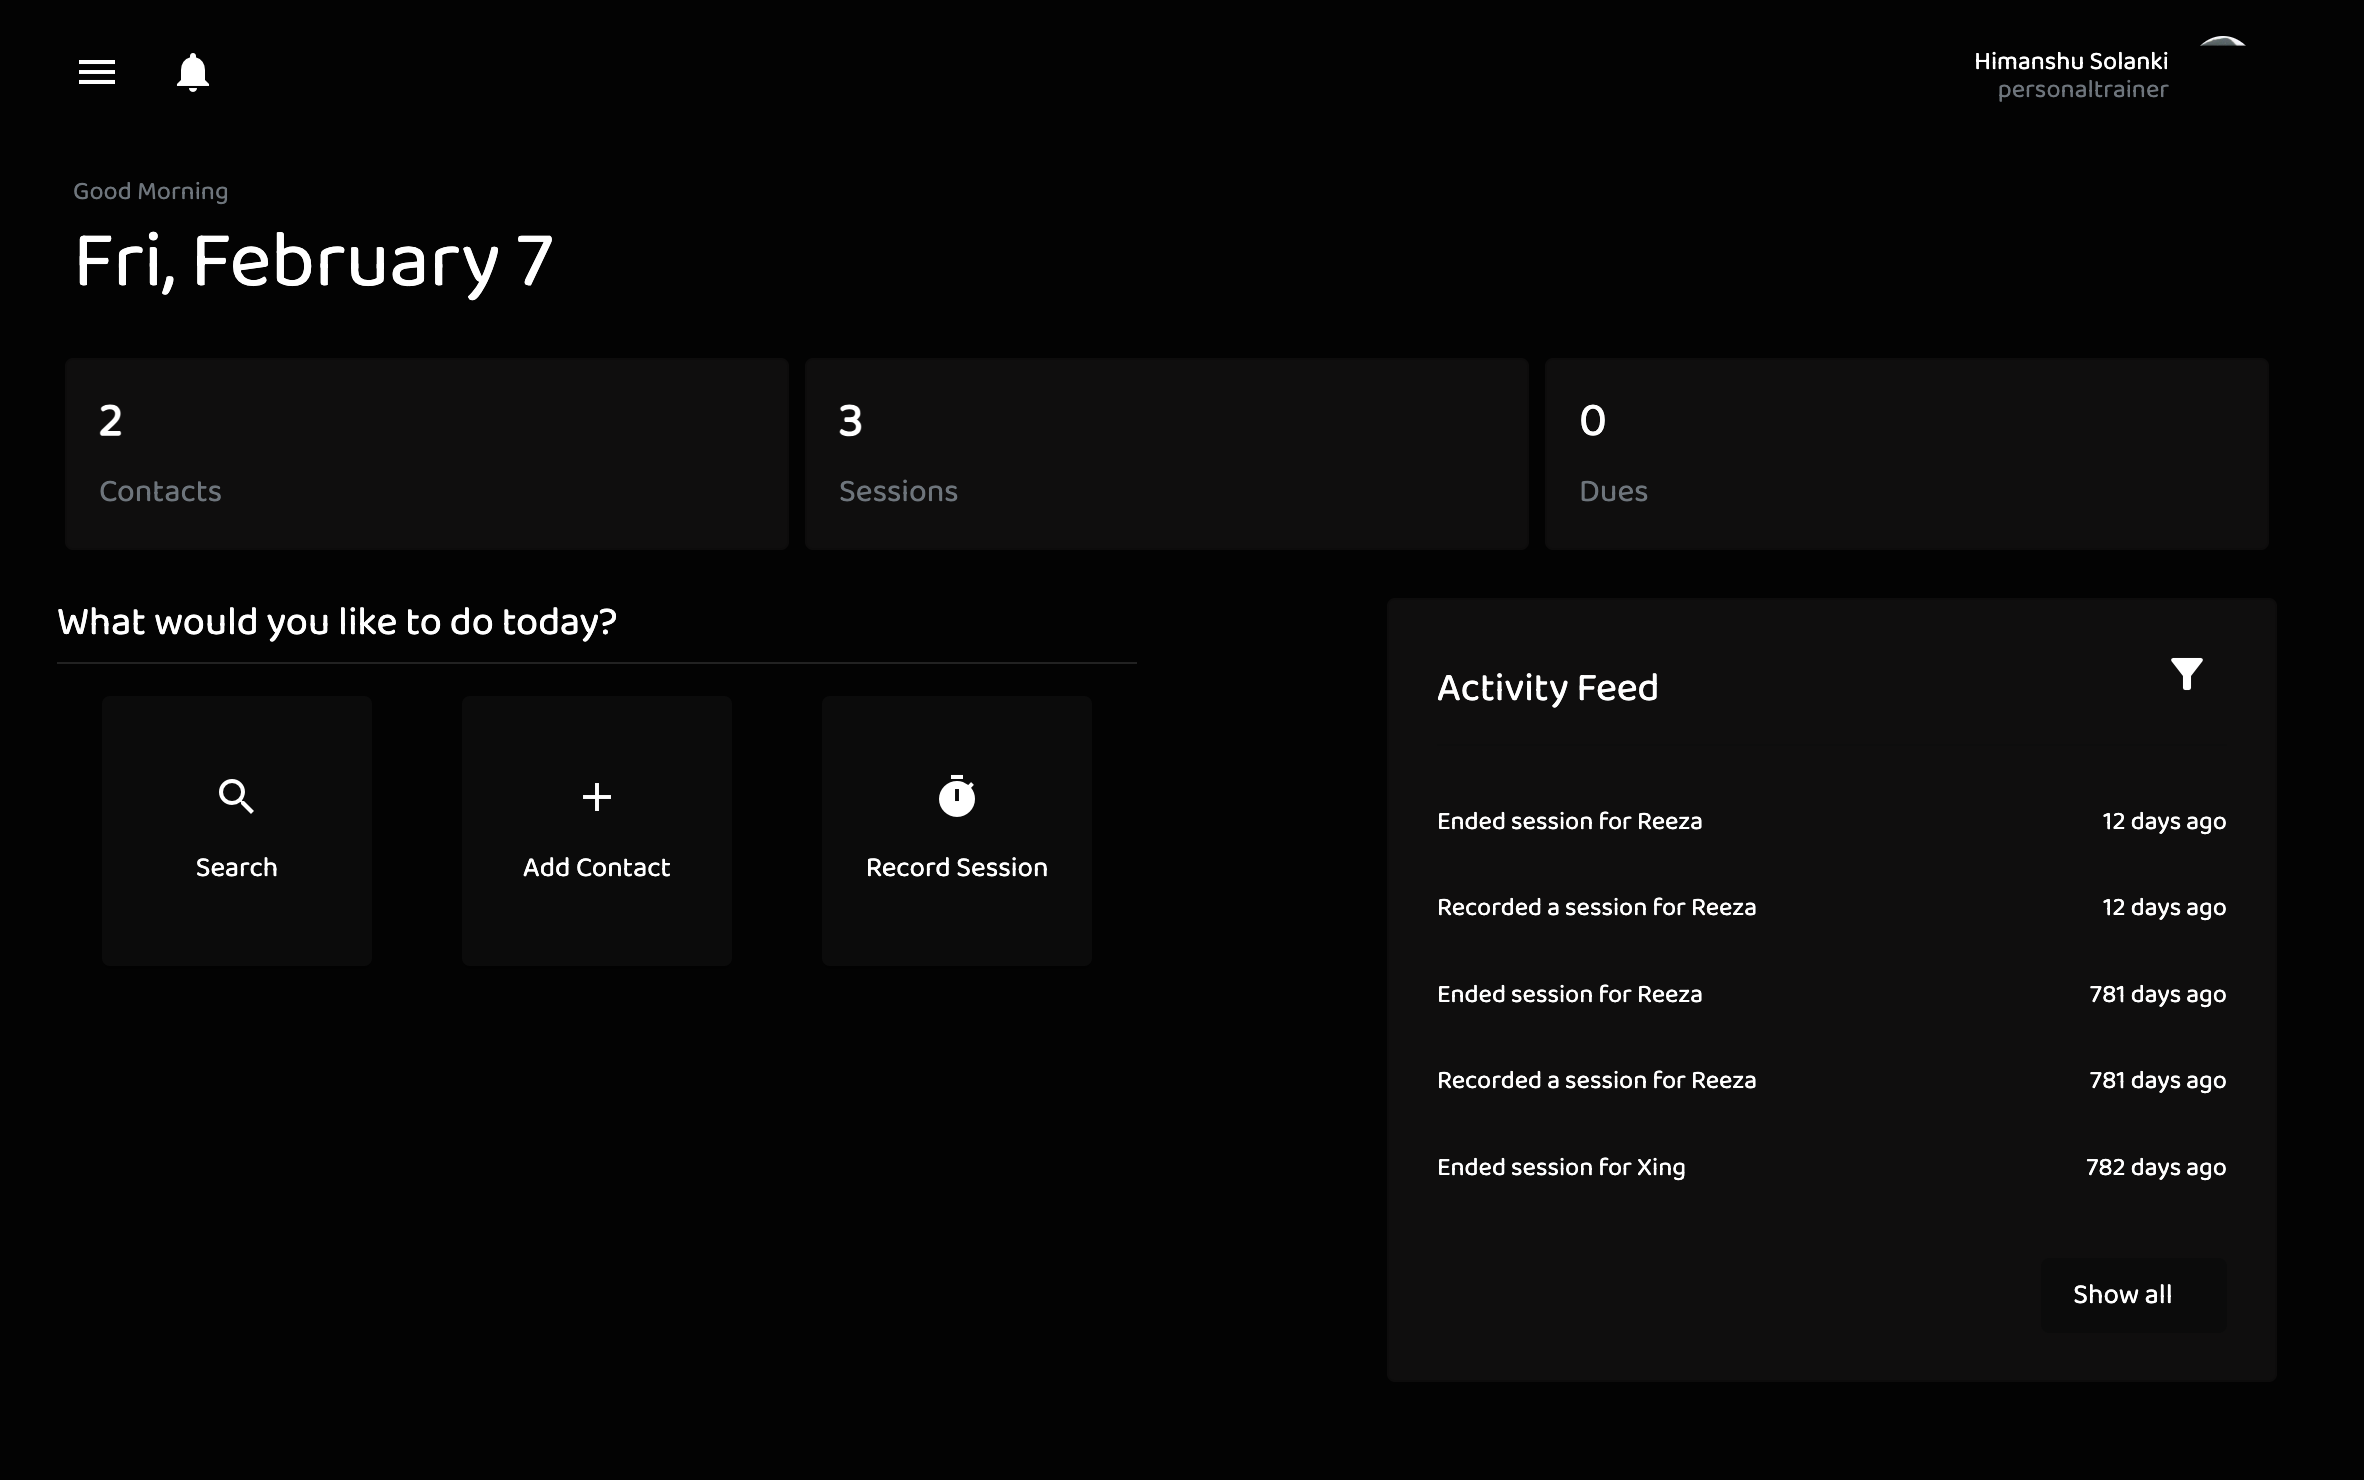 Himanshu Solanki
personaltrainer
Good Morning
Fri, February 7
2
Contacts
3
Sessions
0
Dues
What would you like to do today?
Search
Add Contact
Record Session
Activity Feed
Ended session for Reeza 12 days ago
Recorded a session for Reeza 12 days ago
Ended session for Reeza 781 days ago
Recorded a session for Reeza 781 days ago
Ended session for Xing 782 days ago
Show all